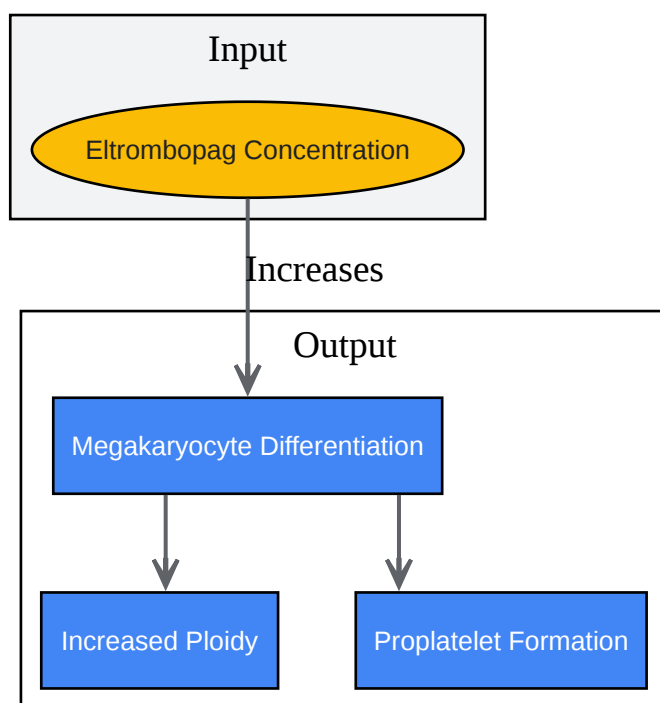 Input
Eltrombopag Concentration
Increases
Output
Megakaryocyte Differentiation
Increased Ploidy
Proplatelet Formation